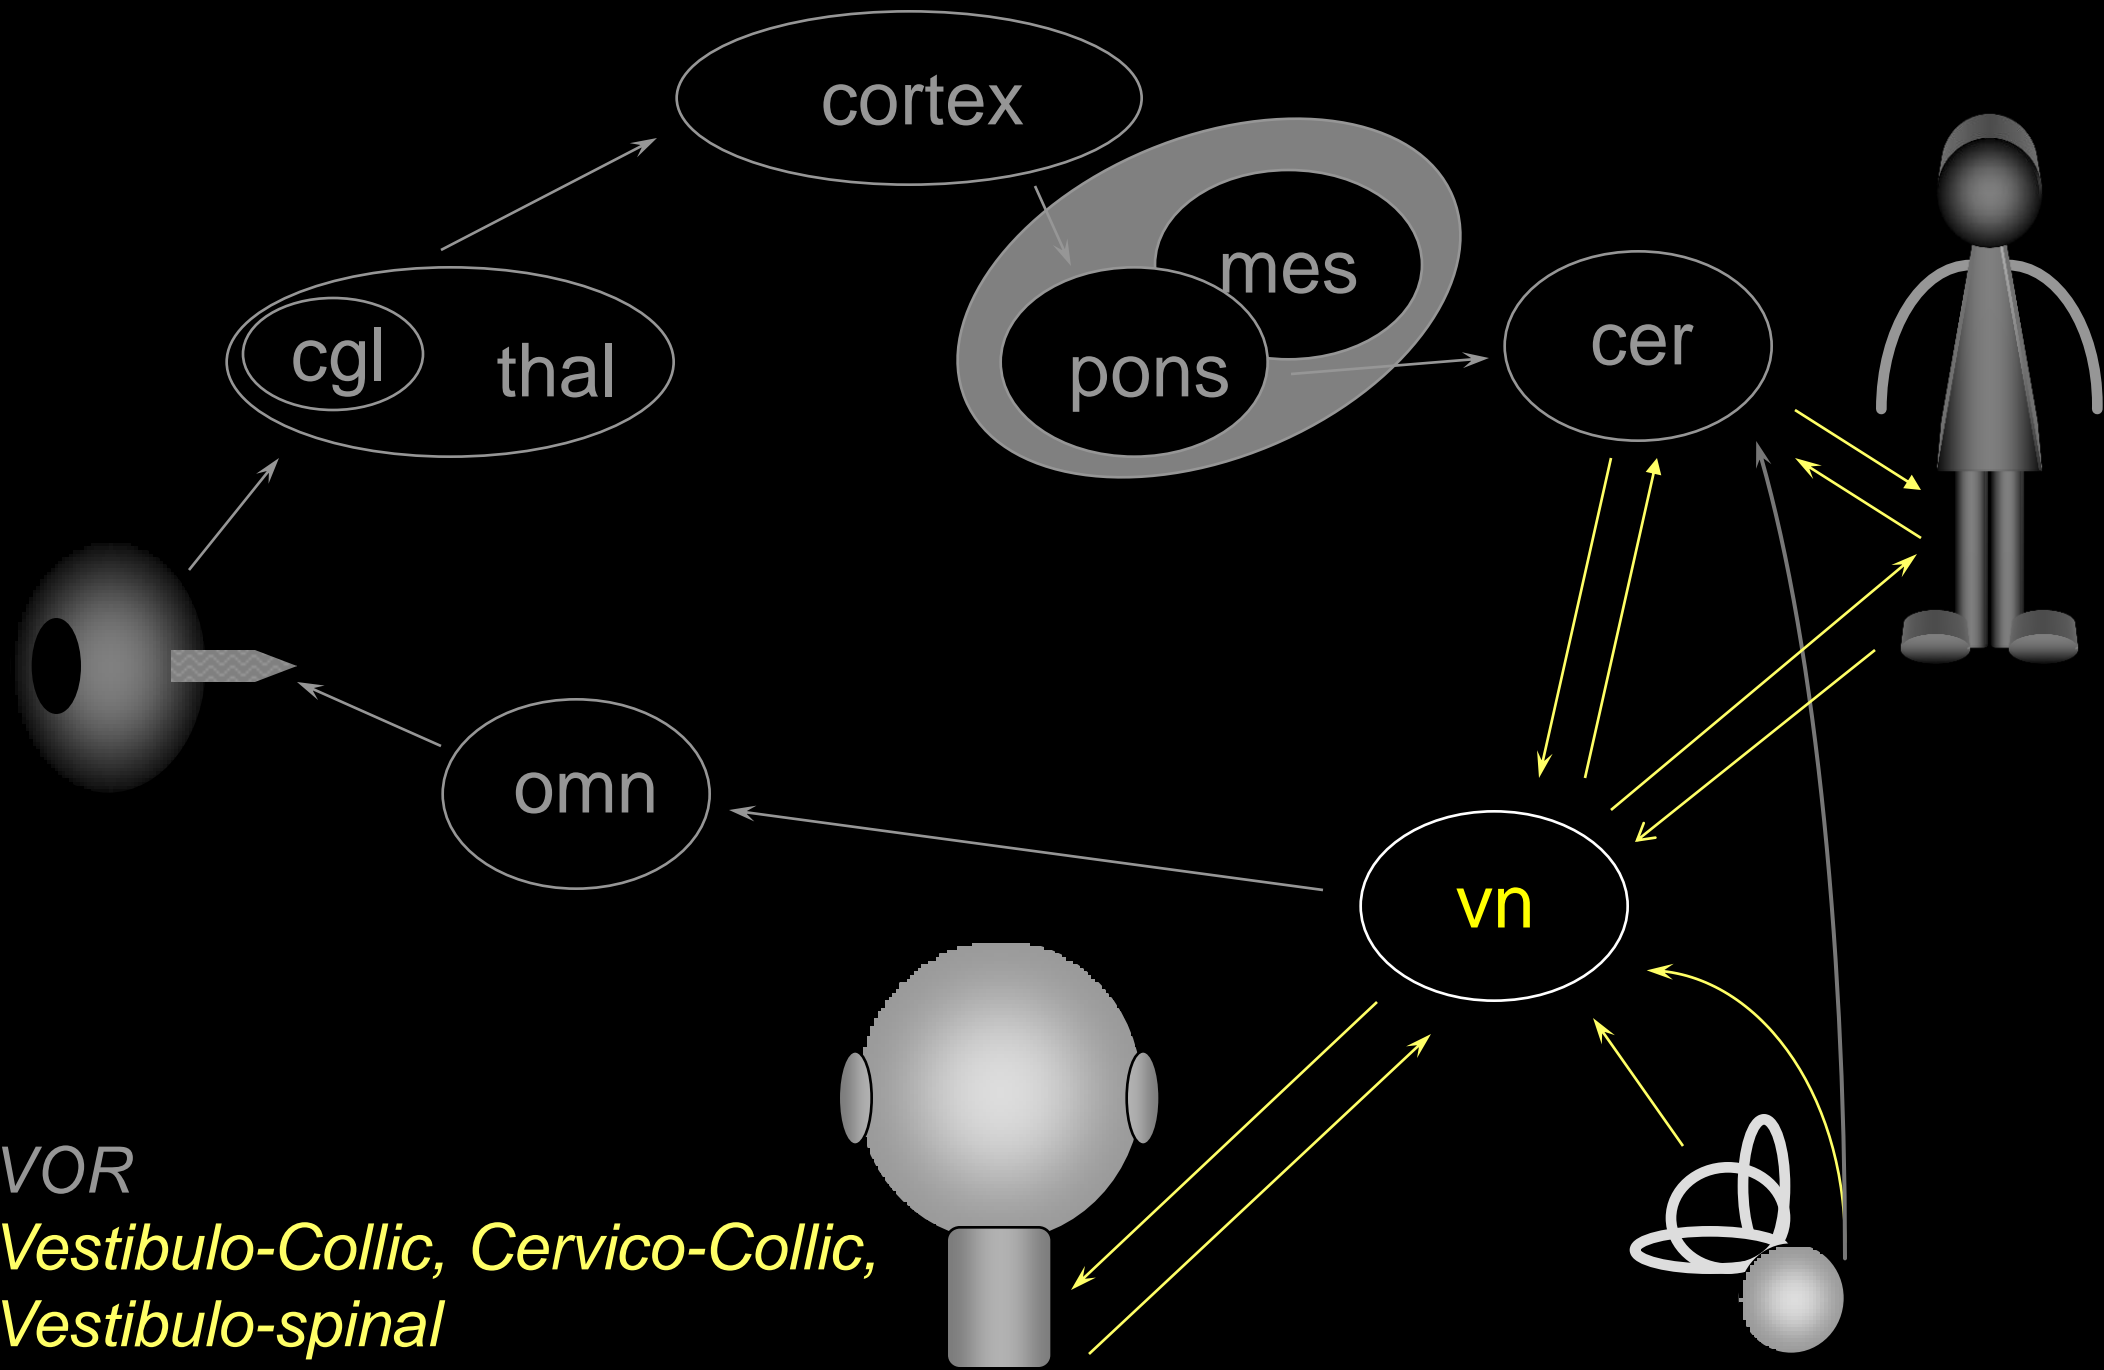 cortex
mes
cer
cgl
thal
pons
omn
vn
VOR
Vestibulo-Collic, Cervico-Collic,
Vestibulo-spinal